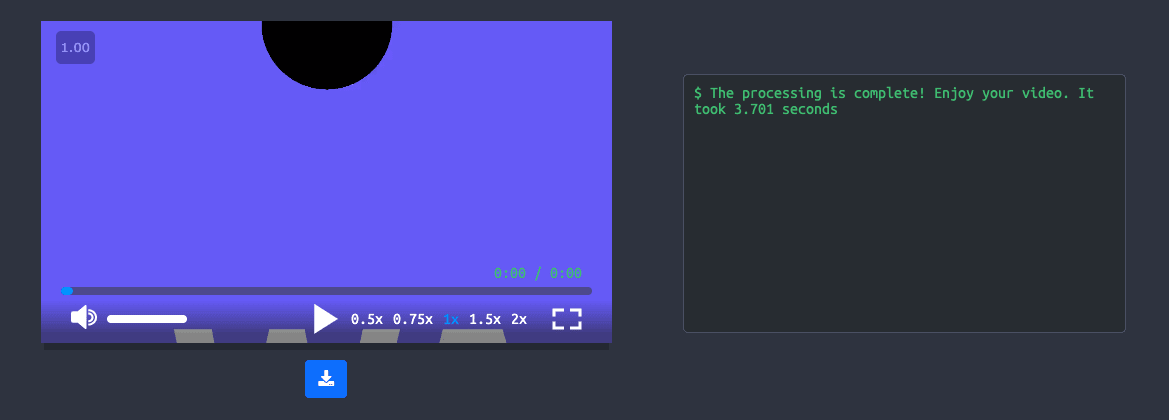 1.00
0:00 / 0:00
0.5x 0.75x 1x 1.5x 2x
$ The processing is complete! Enjoy your video. It
took 3.701 seconds